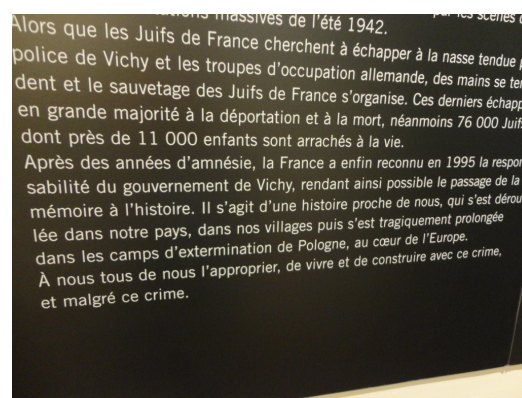 massives de l'été 1942.
Alors que les Juifs de France cherchent à échapper à la nasse tendue
police de Vichy et les troupes d'occupation allemande, des mains se
dent et le sauvetage des Juifs de France s'organise. Ces derniers
en grande majorité à la déportation et à la mort, néanmoins 76 000 Juifs
dont près de 11 000 enfants sont arrachés à la vie.
Après des années d'amnésie, la France a enfin reconnu en 1995 la respon
sabilité du gouvernement de Vichy, rendant ainsi possible le passage de la
mémoire à l'histoire. Il s'agit d'une histoire proche de nous, qui s'est dérou
lée dans notre pays, dans nos villages puis s'est tragiquement prolongée
dans les camps d'extermination de Pologne, au cœur de l'Europe.
À nous tous de nous l'approprier, de vivre et de construire avec ce crime,
et malgré ce crime.